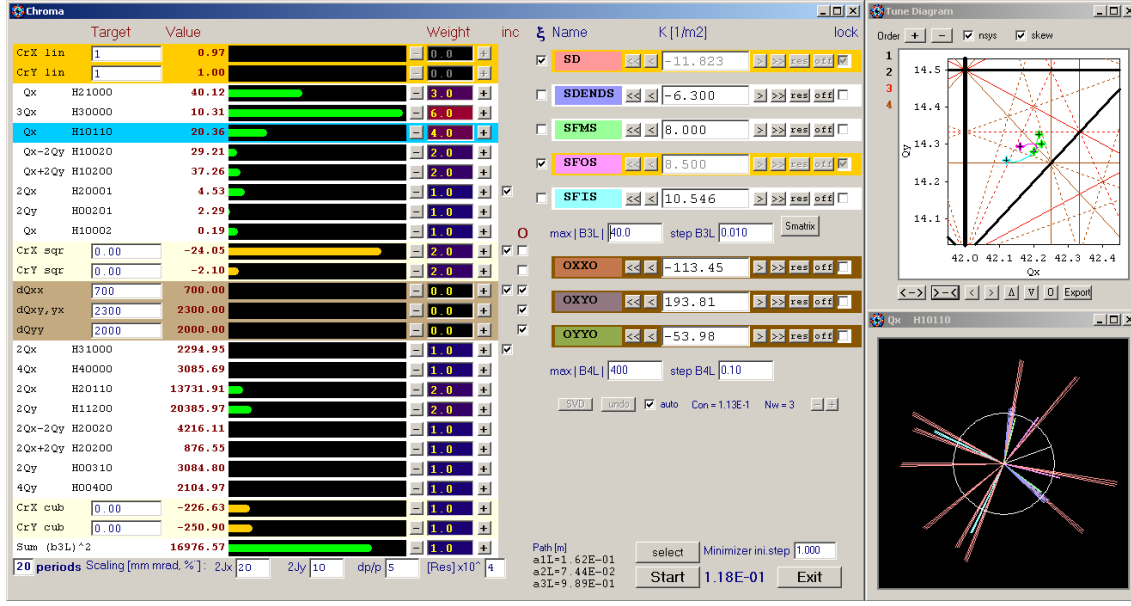 Chroma
Target Value Weight inc ξ Name K [1/m2] lock
CrX lin 1 0.97 - 0.0 +
CrY lin 1 1.00 - 0.0 +
Qx H21000 40.12 - 3.0 +
3Qx H30000 10.31 - 6.0 +
Qx H10110 20.36 - 4.0 +
Qx-2Qy H10020 29.21 - 2.0 +
Qx+2Qy H10200 37.26 - 2.0 +
2Qx H20001 4.53 - 1.0 +
2Qy H00201 2.29 - 1.0 +
Qx H10002 0.19 - 1.0 +
O
CrX sqr 0.00 -24.05 - 2.0 +
CrY sqr 0.00 -2.10 - 2.0 +
dQxx 700 700.00 - 0.0 +
dQxy,yx 2300 2300.00 - 0.0 +
dQyy 2000 2000.00 - 0.0 +
2Qx H31000 2294.95 - 1.0 +
4Qx H40000 3085.69 - 1.0 +
2Qx H20110 13731.91 - 2.0 +
2Qy H11200 20385.97 - 2.0 +
2Qx-2Qy H20020 4216.11 - 1.0 +
2Qx+2Qy H20200 876.55 - 1.0 +
2Qy H00310 3084.80 - 1.0 +
4Qy H00400 2104.97 - 1.0 +
CrX cub 0.00 -226.63 - 1.0 +
CrY cub 0.00 -250.90 - 1.0 +
Sum (b3L)^2 16976.57 - 1.0 +
20 periods Scaling [mm mrad, %]: 2Jx 20 2Jy 10 dp/p 5 [Res]x10^ 4
SD << < -11.823 > >> res off
SDENDS << < -6.300 > >> res off
SFMS << < 8.000 > >> res off
SFOS << < 8.500 > >> res off
SFIS << < 10.546 > >> res off
max | B3L | 40.0 step B3L 0.010 Smatrix
OXXO << < -113.45 > >> res off
OXYO << < 193.81 > >> res off
OYYO << < -53.98 > >> res off
max | B4L | 400 step B4L 0.10
SVD undo auto Con = 1.13E-1 Nw = 3 - +
Path [m]
a1L=1.62E-01
a2L=7.44E-02
a3L=9.89E-01
select Minimizer ini.step 1.000
Start 1.18E-01 Exit
Tune Diagram
Order + - nsys skew
1
2
3
4
14.5
14.4
14.3
14.2
14.1
Qy
42.0 42.1 42.2 42.3 42.4
Qx
<-> >-< < > Δ ∇ 0 Export
Qx H10110